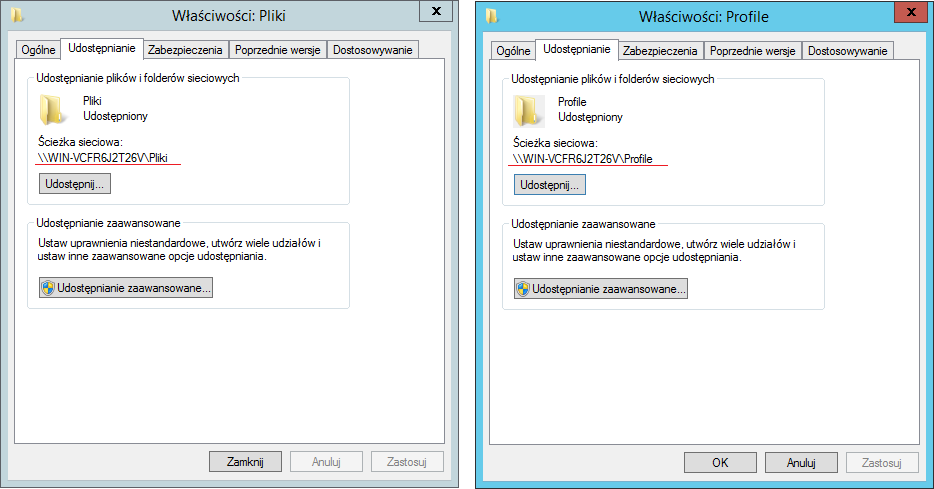 Właściwości: Pliki
x
Ogólne Udostępnianie Zabezpieczenia Poprzednie wersje Dostosowywanie
Udostępnianie plików i folderów sieciowych
Pliki
Udostępniony
Ścieżka sieciowa:
\\WIN-VCFR6J2T26V\Pliki
Udostępnij...
Udostępnianie zaawansowane
Ustaw uprawnienia niestandardowe, utwórz wiele udziałów i
ustaw inne zaawansowane opcje udostępniania.
Udostępnianie zaawansowane...
Zamknij Anuluj Zastosuj
Właściwości: Profile
x
Ogólne Udostępnianie Zabezpieczenia Poprzednie wersje Dostosowywanie
Udostępnianie plików i folderów sieciowych
Profile
Udostępniony
Ścieżka sieciowa:
\\WIN-VCFR6J2T26V\Profile
Udostępnij...
Udostępnianie zaawansowane
Ustaw uprawnienia niestandardowe, utwórz wiele udziałów i
ustaw inne zaawansowane opcje udostępniania.
Udostępnianie zaawansowane...
OK Anuluj Zastosuj